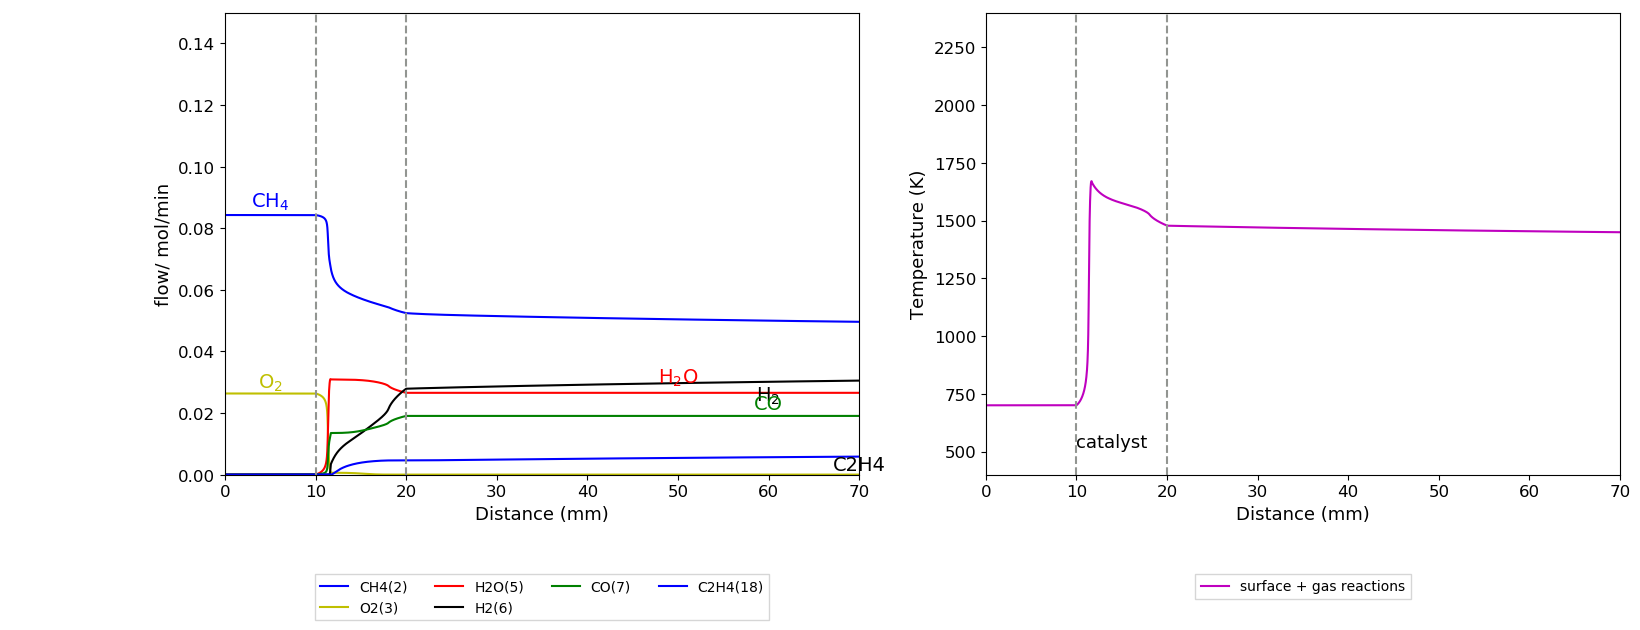 0.14
0.12
0.10
0.08
0.06
0.04
0.02
0.00
flow/ mol/min
CH₄
O₂
H₂O
H₂
CO
C2H4
0 10 20 30 40 50 60 70
Distance (mm)
CH4(2) H2O(5) CO(7) C2H4(18)
O2(3) H2(6)
2250
2000
1750
1500
1250
1000
750
500
Temperature (K)
catalyst
0 10 20 30 40 50 60 70
Distance (mm)
surface + gas reactions